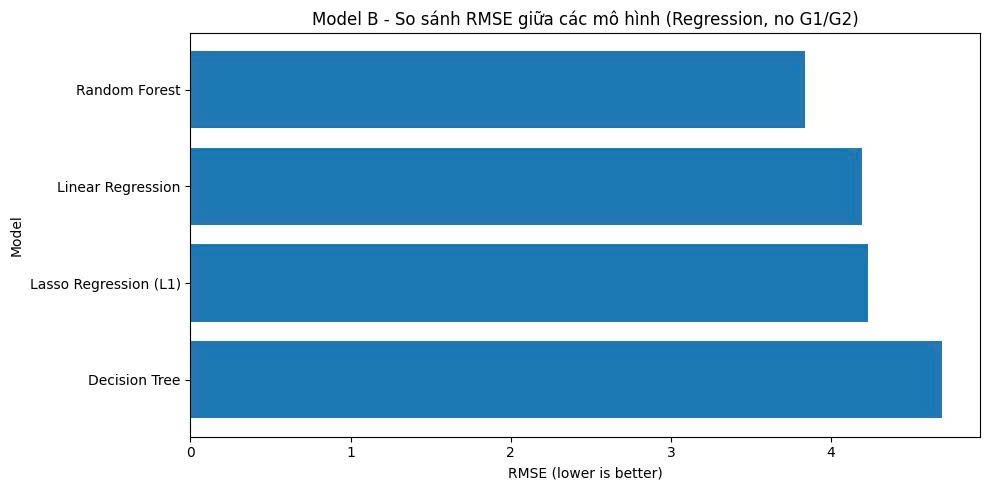 Model B - So sánh RMSE giữa các mô hình (Regression, no G1/G2)
Random Forest
Linear Regression
Lasso Regression (L1)
Decision Tree
Model
0 1 2 3 4
RMSE (lower is better)